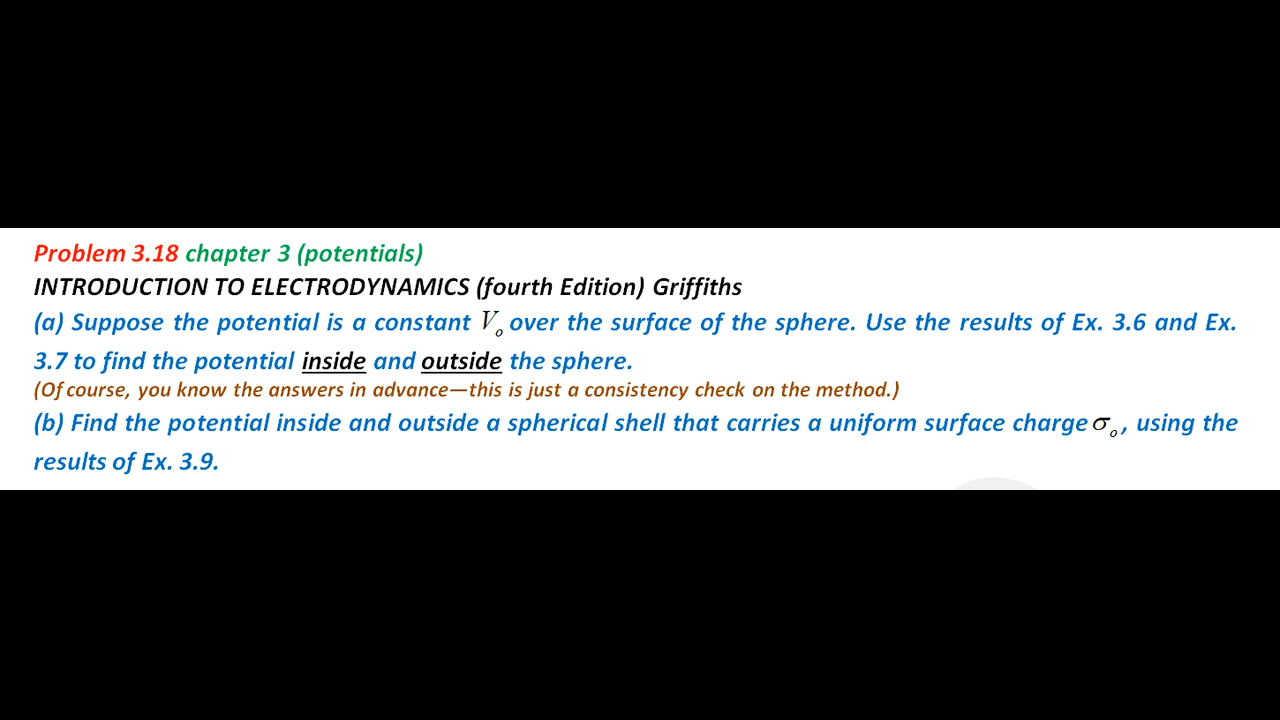 Problem 3.18 chapter 3 (potentials)
INTRODUCTION TO ELECTRODYNAMICS (fourth Edition) Griffiths
(a) Suppose the potential is a constant Vₒ over the surface of the sphere. Use the results of Ex. 3.6 and Ex.
3.7 to find the potential inside and outside the sphere.
(Of course, you know the answers in advance—this is just a consistency check on the method.)
(b) Find the potential inside and outside a spherical shell that carries a uniform surface charge σₒ, using the
results of Ex. 3.9.